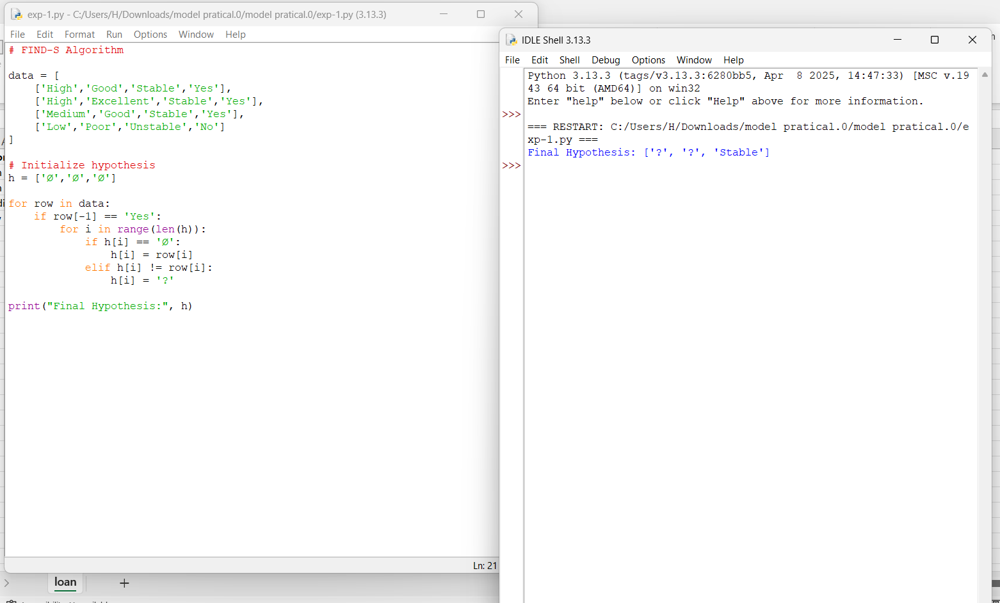 exp-1.py - C:/Users/H/Downloads/model pratical.0/model pratical.0/exp-1.py (3.13.3)
File Edit Format Run Options Window Help
# FIND-S Algorithm

data = [
    ['High','Good','Stable','Yes'],
    ['High','Excellent','Stable','Yes'],
    ['Medium','Good','Stable','Yes'],
    ['Low','Poor','Unstable','No']
]

# Initialize hypothesis
h = ['Ø','Ø','Ø']

for row in data:
    if row[-1] == 'Yes':
        for i in range(len(h)):
            if h[i] == 'Ø':
                h[i] = row[i]
            elif h[i] != row[i]:
                h[i] = '?'

print("Final Hypothesis:", h)
Ln: 21
loan
IDLE Shell 3.13.3
File Edit Shell Debug Options Window Help
Python 3.13.3 (tags/v3.13.3:6280bb5, Apr  8 2025, 14:47:33) [MSC v.19
43 64 bit (AMD64)] on win32
Enter "help" below or click "Help" above for more information.
>>>
=== RESTART: C:/Users/H/Downloads/model pratical.0/model pratical.0/e
xp-1.py ===
Final Hypothesis: ['?', '?', 'Stable']
>>>